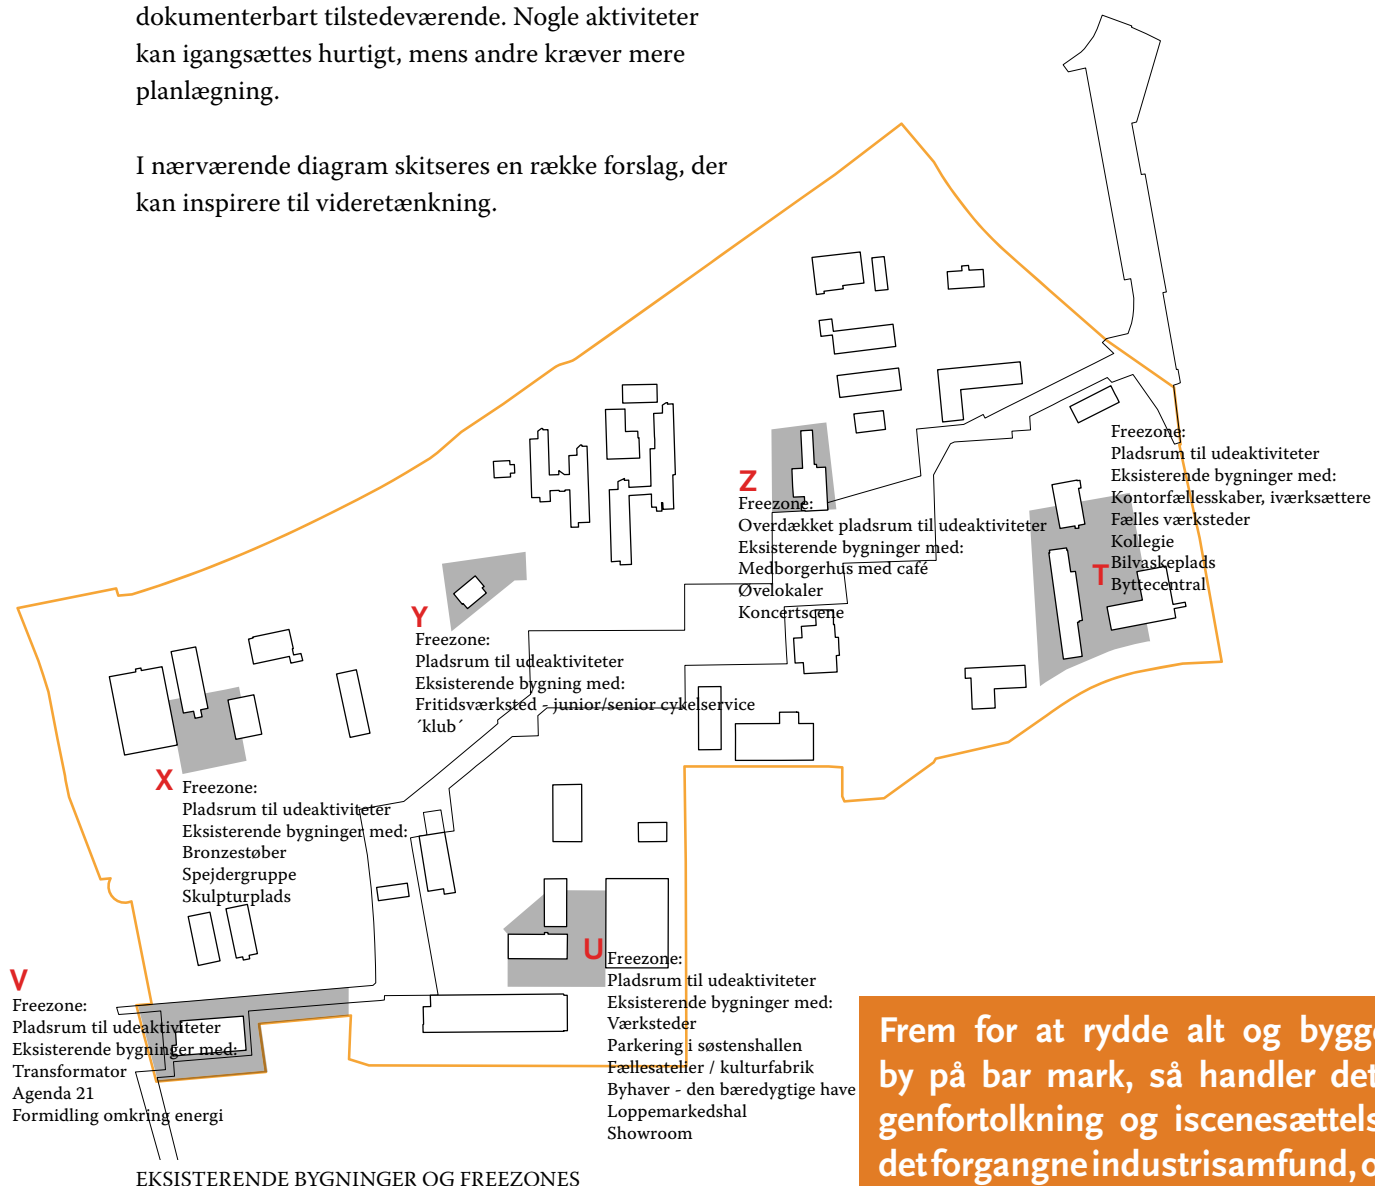 dokumenterbart tilstedeværende. Nogle aktiviteter
kan igangsættes hurtigt, mens andre kræver mere
planlægning.
I nærværende diagram skitseres en række forslag, der
kan inspirere til videretænkning.
Freezone:
Pladsrum til udeaktiviteter
Eksisterende bygninger med:
Kontorfællesskaber, iværksættere
Fælles værksteder
Kollegie
Bilvaskeplads
T
Byttecentral
Z
Freezone:
Overdækket pladsrum til udeaktiviteter
Eksisterende bygninger med:
Medborgerhus med café
Øvelokaler
Koncertscene
Y
Freezone:
Pladsrum til udeaktiviteter
Eksisterende bygning med:
Fritidsværksted - junior/senior cykelservice
´klub´
X
Freezone:
Pladsrum til udeaktiviteter
Eksisterende bygninger med:
Bronzestøber
Spejdergruppe
Skulpturplads
U
Freezone:
Pladsrum til udeaktiviteter
Eksisterende bygninger med:
Værksteder
Parkering i søstenshallen
Fællesatelier / kulturfabrik
Byhaver - den bæredygtige have
Loppemarkedshal
Showroom
V
Freezone:
Pladsrum til udeaktiviteter
Eksisterende bygninger med:
Transformator
Agenda 21
Formidling omkring energi
EKSISTERENDE BYGNINGER OG FREEZONES
Frem for at rydde alt og bygge
by på bar mark, så handler det
genfortolkning og iscenesættels
det forgangne industrisamfund, o